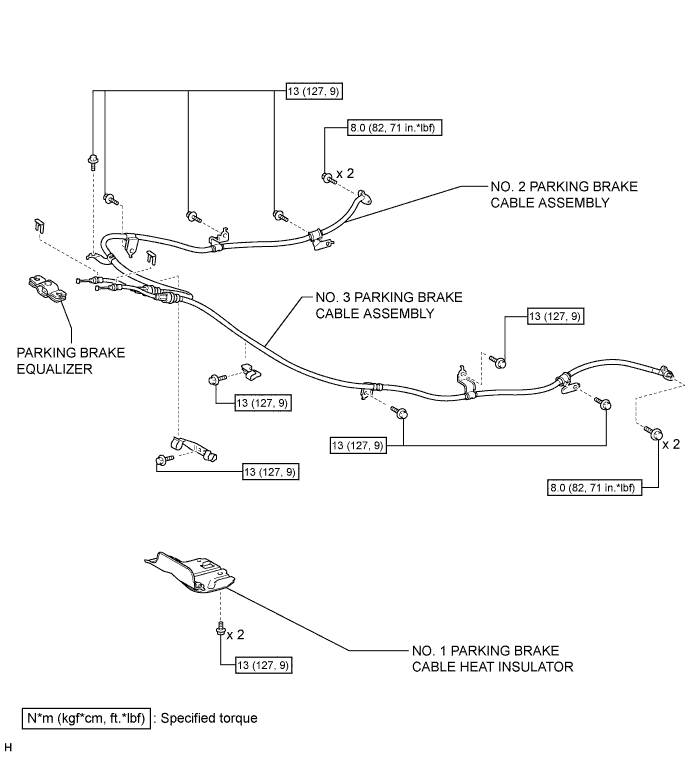 13 (127, 9)
8.0 (82, 71 in.*lbf)
x 2
NO. 2 PARKING BRAKE
CABLE ASSEMBLY
NO. 3 PARKING BRAKE
CABLE ASSEMBLY
13 (127, 9)
PARKING BRAKE
EQUALIZER
13 (127, 9)
13 (127, 9)
x 2
13 (127, 9)
8.0 (82, 71 in.*lbf)
x 2
NO. 1 PARKING BRAKE
CABLE HEAT INSULATOR
13 (127, 9)
N*m (kgf*cm, ft.*lbf) : Specified torque
H